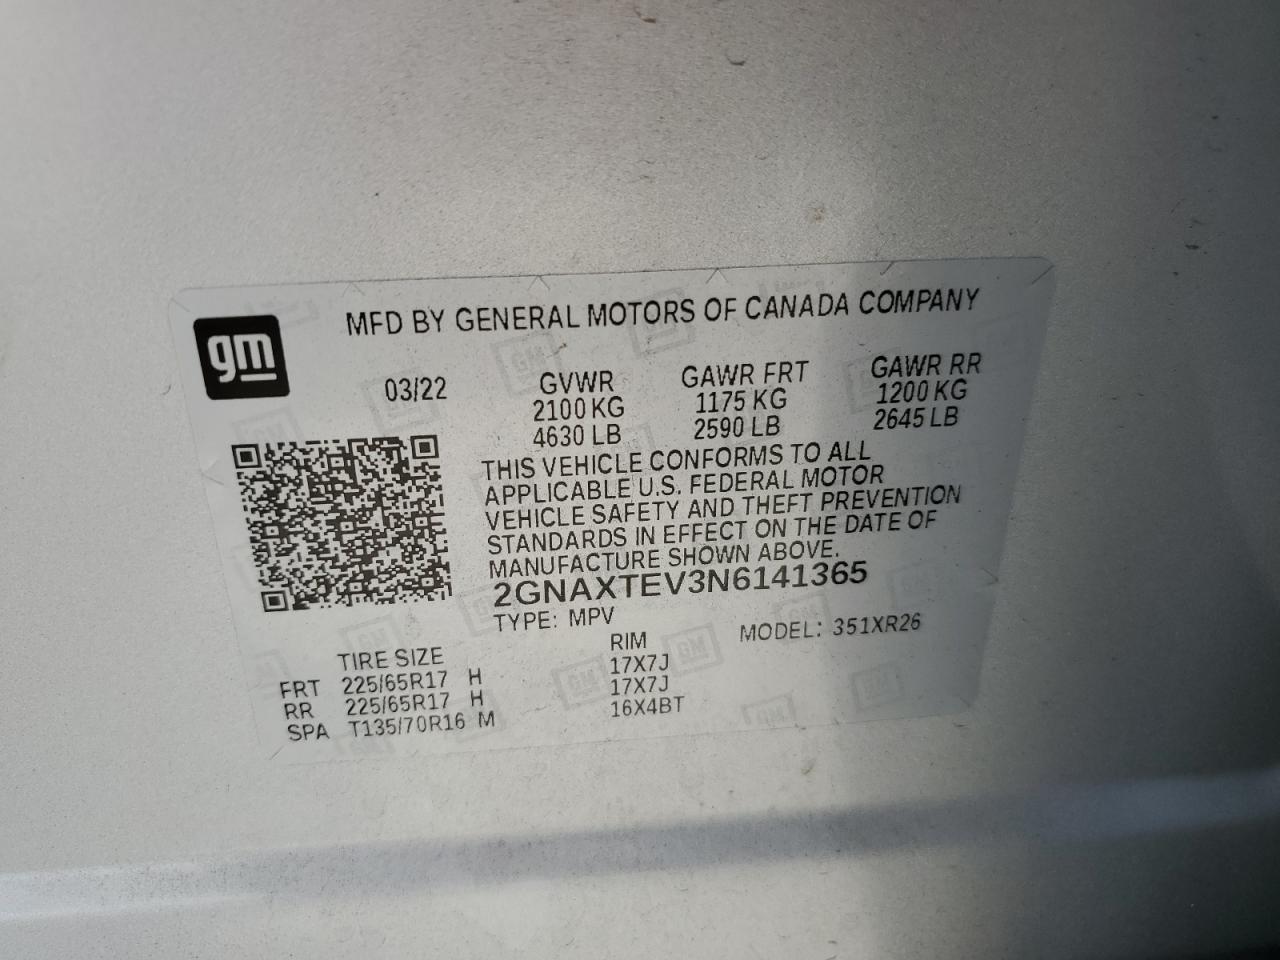 gm
MFD BY GENERAL MOTORS OF CANADA COMPANY
03/22 GVWR GAWR FRT GAWR RR
2100 KG 1175 KG 1200 KG
4630 LB 2590 LB 2645 LB
THIS VEHICLE CONFORMS TO ALL
APPLICABLE U.S. FEDERAL MOTOR
VEHICLE SAFETY AND THEFT PREVENTION
STANDARDS IN EFFECT ON THE DATE OF
MANUFACTURE SHOWN ABOVE.
2GNAXTEV3N6141365
TYPE: MPV MODEL: 351XR26
TIRE SIZE RIM
FRT 225/65R17 H 17X7J
RR 225/65R17 H 17X7J
SPA T135/70R16 M 16X4BT